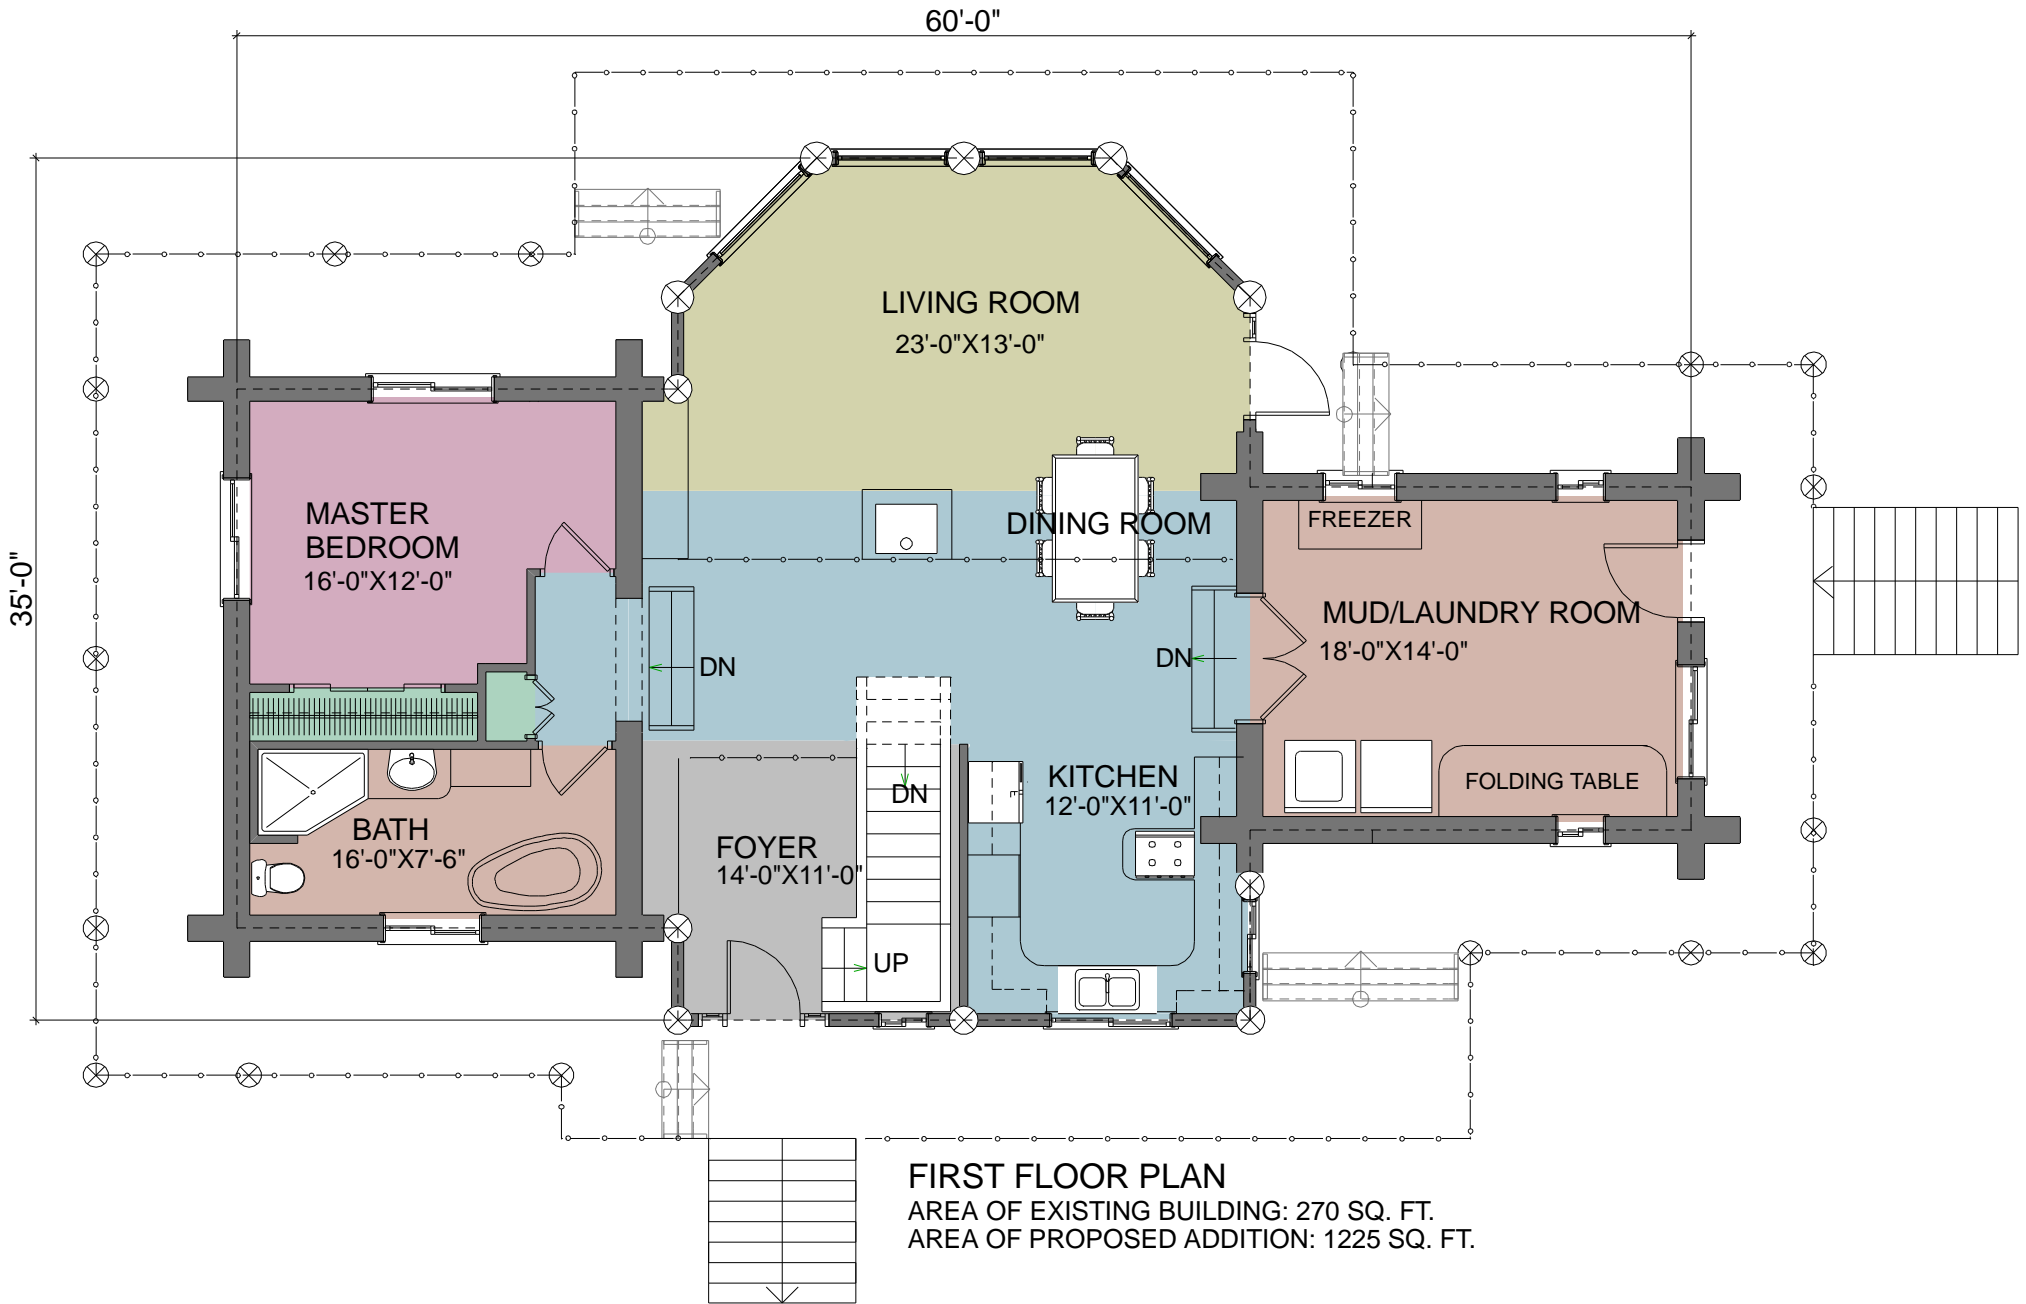 60'-0"
35'-0"
LIVING ROOM
23'-0"X13'-0"
MASTER
BEDROOM
16'-0"X12'-0"
DINING ROOM
FREEZER
MUD/LAUNDRY ROOM
18'-0"X14'-0"
DN
DN
DN
KITCHEN
12'-0"X11'-0"
FOLDING TABLE
BATH
16'-0"X7'-6"
FOYER
14'-0"X11'-0"
UP
FIRST FLOOR PLAN
AREA OF EXISTING BUILDING: 270 SQ. FT.
AREA OF PROPOSED ADDITION: 1225 SQ. FT.